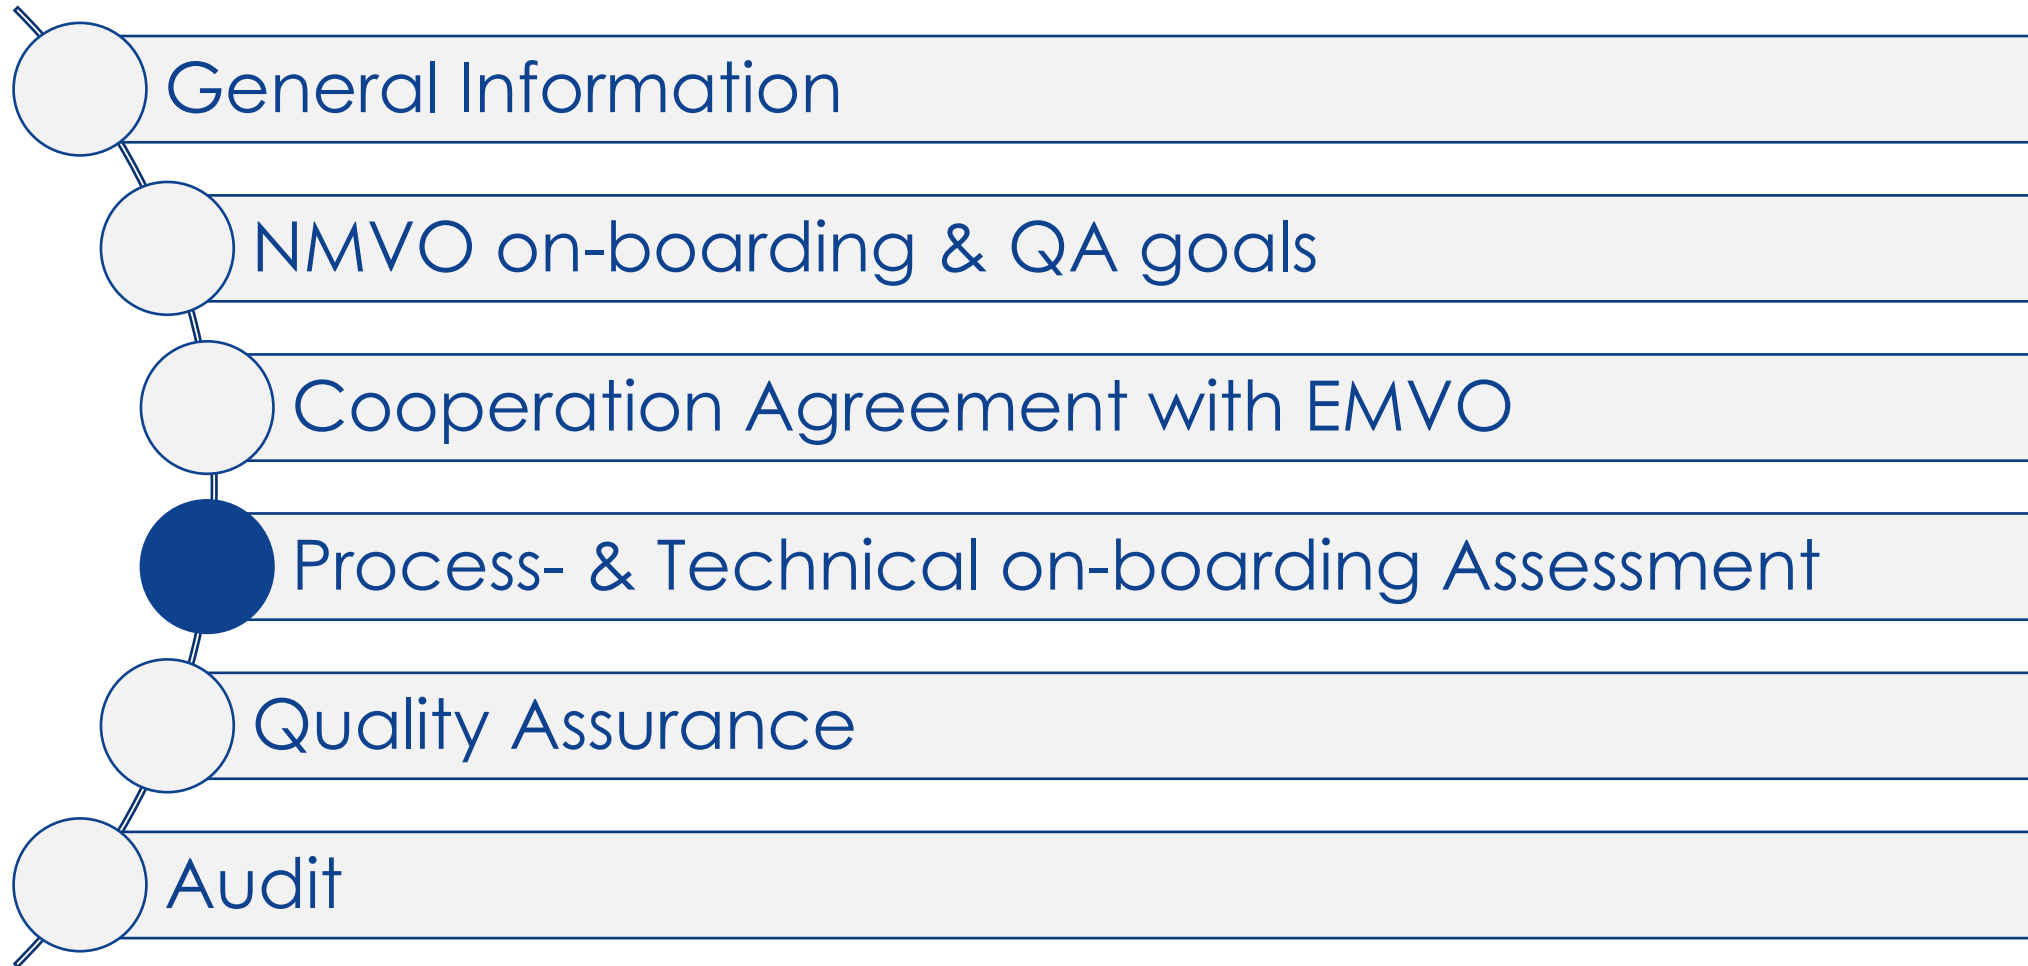 General Information
NMVO on-boarding & QA goals
Cooperation Agreement with EMVO
Process- & Technical on-boarding Assessment
Quality Assurance
Audit